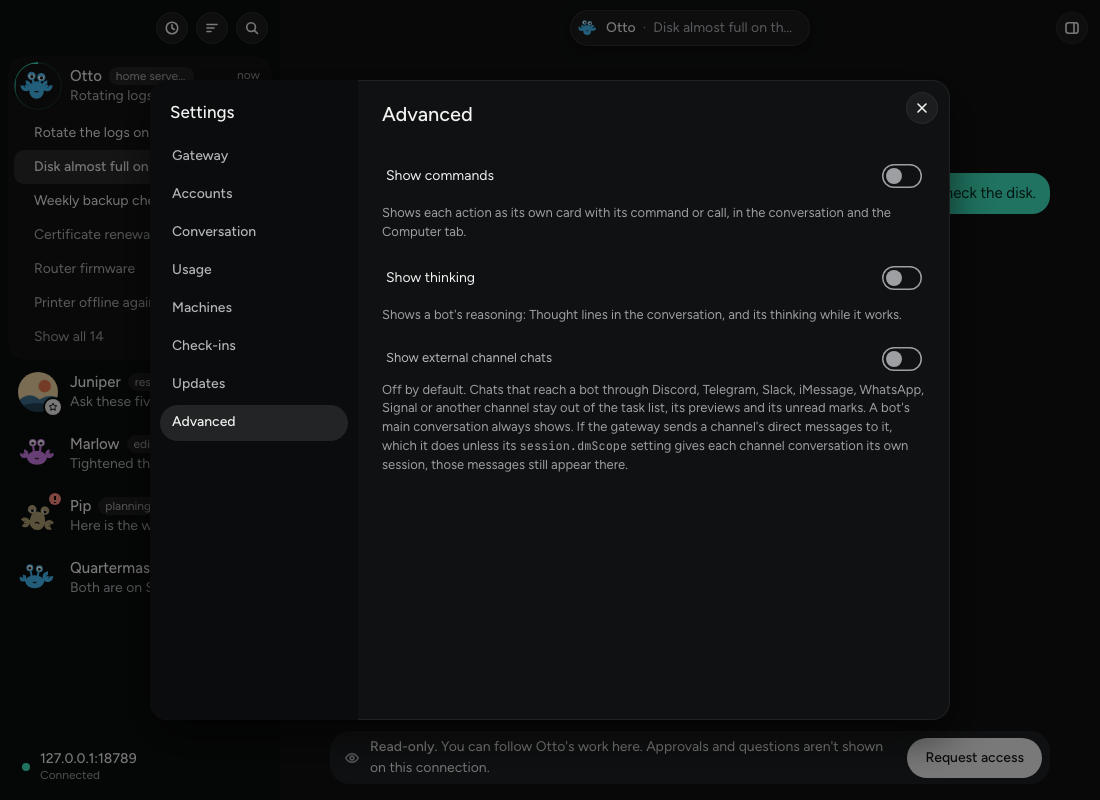 Otto · Disk almost full on th...
Otto home serve... now
Rotating logs
Rotate the logs on
Disk almost full on
Weekly backup che
Certificate renewa
Router firmware
Printer offline again
Show all 14
Juniper res
Ask these fiv
Marlow edi
Tightened th
Pip planning
Here is the w
Quartermas
Both are on S
127.0.0.1:18789
Connected
Settings
Gateway
Accounts
Conversation
Usage
Machines
Check-ins
Updates
Advanced
Advanced
Show commands
Shows each action as its own card with its command or call, in the conversation and the
Computer tab.
Show thinking
Shows a bot's reasoning: Thought lines in the conversation, and its thinking while it works.
Show external channel chats
Off by default. Chats that reach a bot through Discord, Telegram, Slack, iMessage, WhatsApp,
Signal or another channel stay out of the task list, its previews and its unread marks. A bot's
main conversation always shows. If the gateway sends a channel's direct messages to it,
which it does unless its session.dmScope setting gives each channel conversation its own
session, those messages still appear there.
heck the disk.
Read-only. You can follow Otto's work here. Approvals and questions aren't shown
on this connection.
Request access